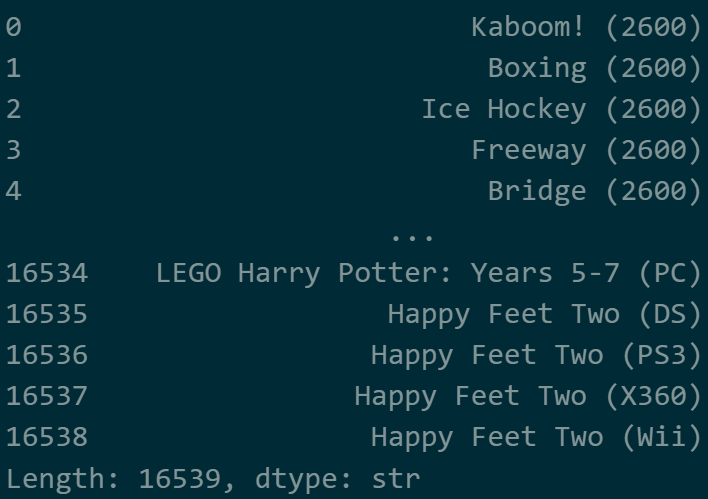 0 Kaboom! (2600)
1 Boxing (2600)
2 Ice Hockey (2600)
3 Freeway (2600)
4 Bridge (2600)
...
16534 LEGO Harry Potter: Years 5-7 (PC)
16535 Happy Feet Two (DS)
16536 Happy Feet Two (PS3)
16537 Happy Feet Two (X360)
16538 Happy Feet Two (Wii)
Length: 16539, dtype: str